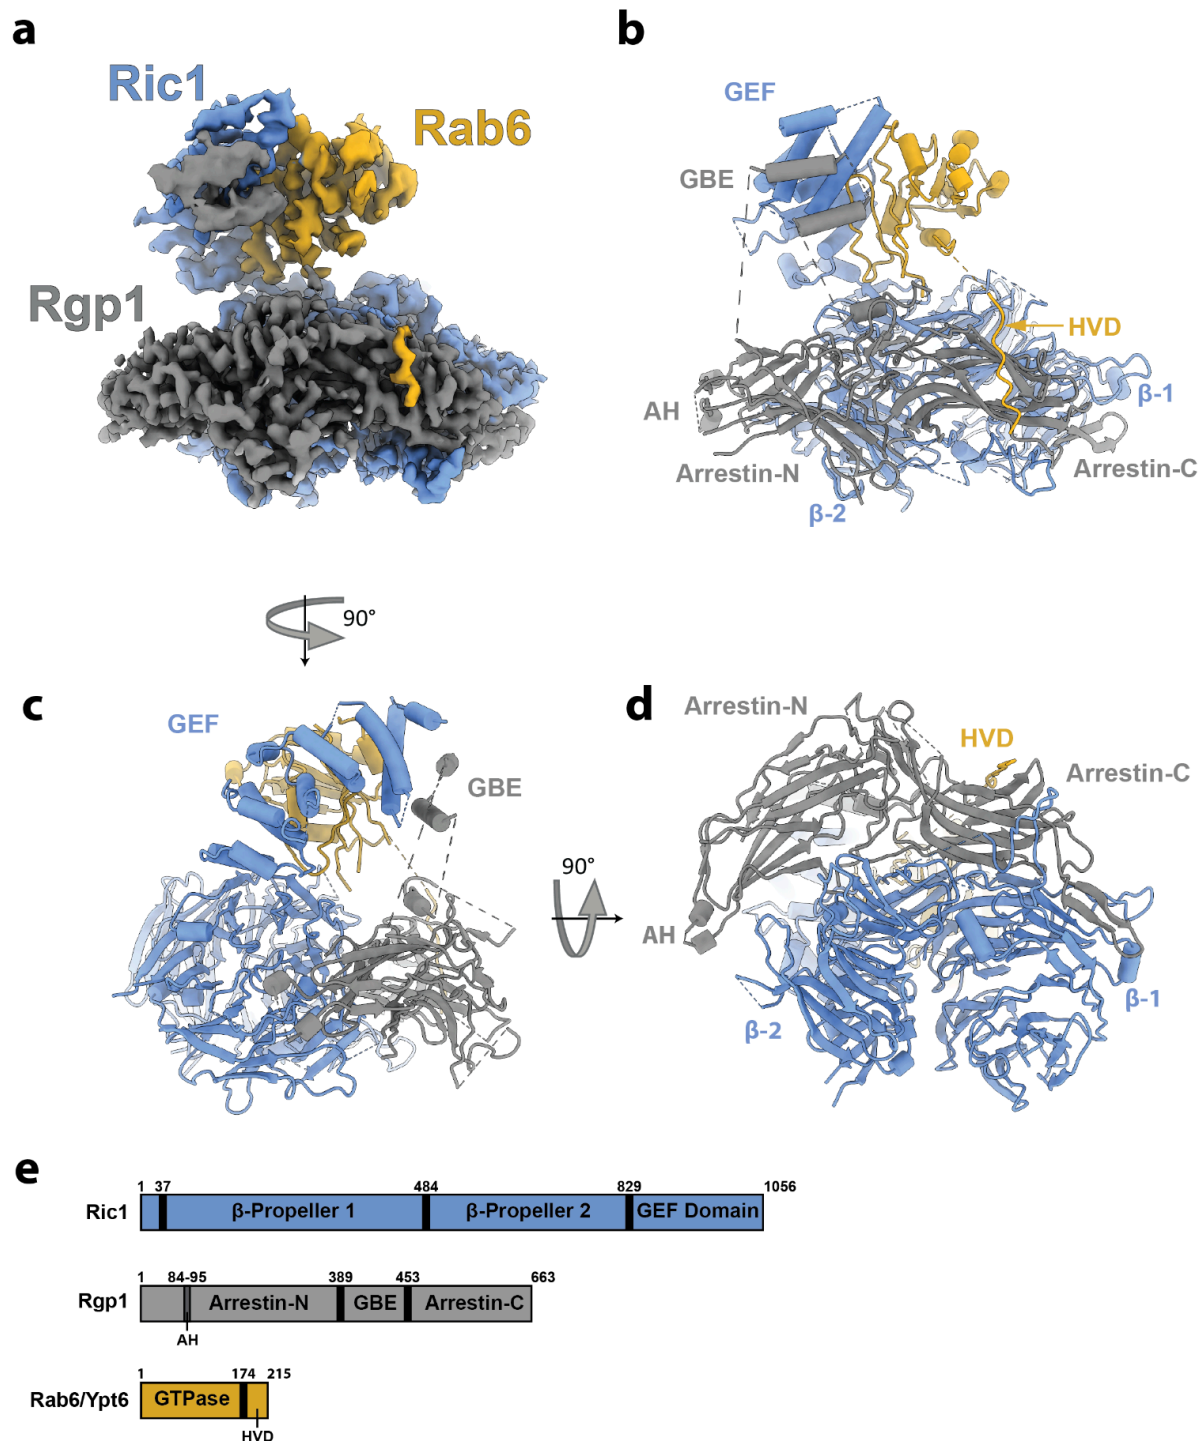 a
Ric1
Rab6
Rgp1
b
GEF
GBE
HVD
β-1
AH
Arrestin-N
Arrestin-C
β-2
90°
c
GEF
GBE
90°
d
Arrestin-N
HVD
Arrestin-C
AH
β-2
β-1
e
1 37 484 829 1056
Ric1 β-Propeller 1 β-Propeller 2 GEF Domain
1 84-95 389 453 663
Rgp1 Arrestin-N GBE Arrestin-C
AH
1 174 215
Rab6/Ypt6 GTPase
HVD